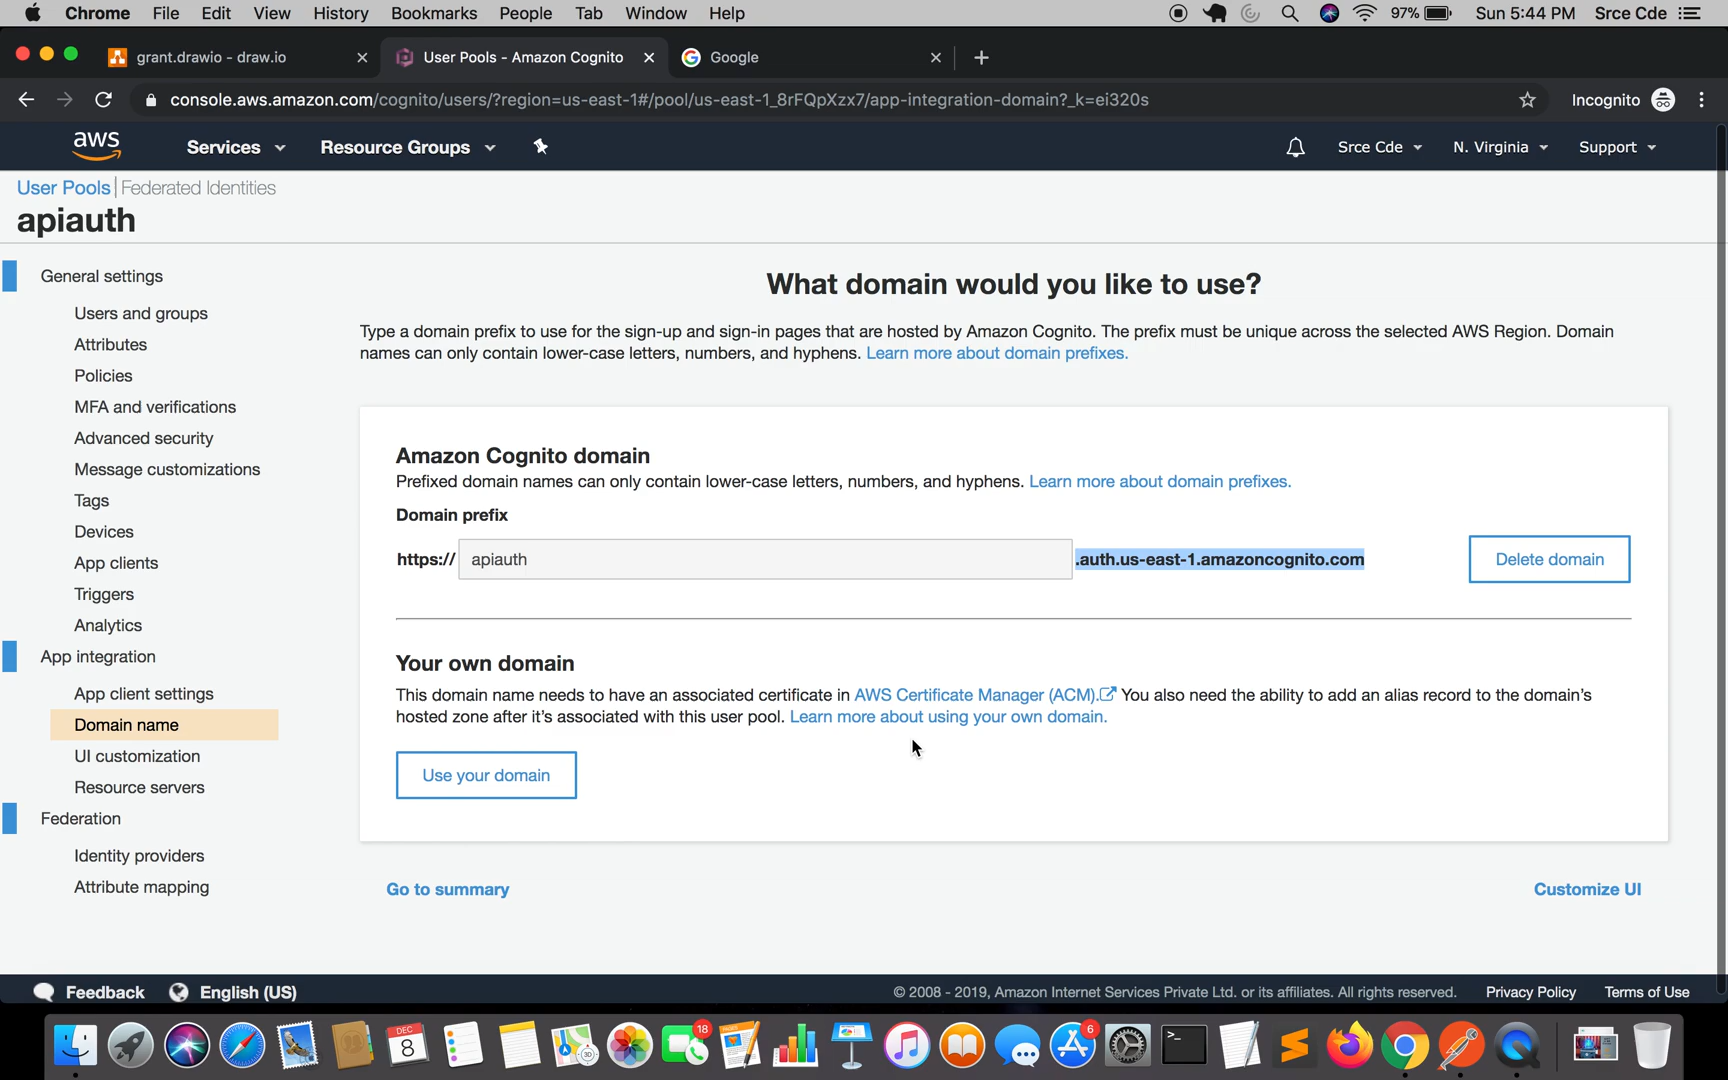 Chrome File Edit View History Bookmarks People Tab Window Help 97% Sun 5:44 PM Srce Cde
grant.drawio - draw.io User Pools - Amazon Cognito Google
console.aws.amazon.com/cognito/users/?region=us-east-1#/pool/us-east-1_8rFQpXzx7/app-integration-domain?_k=ei320s Incognito
aws Services Resource Groups Srce Cde N. Virginia Support
User Pools | Federated Identities
apiauth
General settings
Users and groups
Attributes
Policies
MFA and verifications
Advanced security
Message customizations
Tags
Devices
App clients
Triggers
Analytics
App integration
App client settings
Domain name
UI customization
Resource servers
Federation
Identity providers
Attribute mapping
What domain would you like to use?
Type a domain prefix to use for the sign-up and sign-in pages that are hosted by Amazon Cognito. The prefix must be unique across the selected AWS Region. Domain
names can only contain lower-case letters, numbers, and hyphens. Learn more about domain prefixes.
Amazon Cognito domain
Prefixed domain names can only contain lower-case letters, numbers, and hyphens. Learn more about domain prefixes.
Domain prefix
https:// apiauth .auth.us-east-1.amazoncognito.com Delete domain
Your own domain
This domain name needs to have an associated certificate in AWS Certificate Manager (ACM). You also need the ability to add an alias record to the domain's
hosted zone after it's associated with this user pool. Learn more about using your own domain.
Use your domain
Go to summary Customize UI
Feedback English (US) © 2008 - 2019, Amazon Internet Services Private Ltd. or its affiliates. All rights reserved. Privacy Policy Terms of Use
DEC 8 18 6